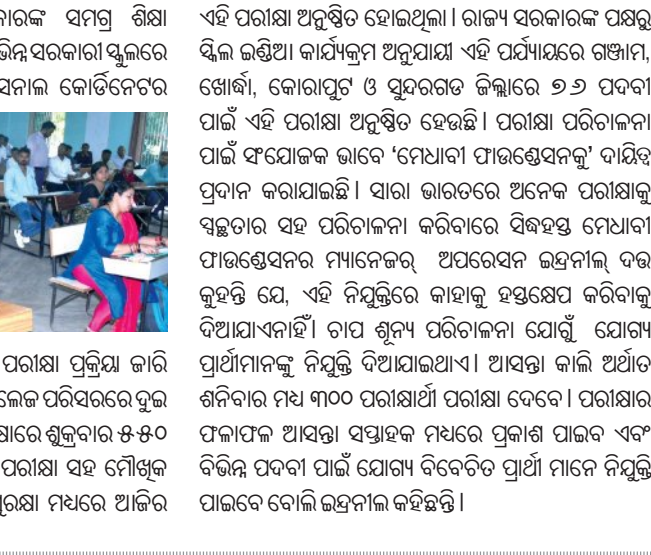 ାରଙ୍କ ସମଗ୍ର ଶିକ୍ଷା
ଭିନ୍ନ ସରକାରୀ ସ୍କୁଲରେ
ସନାଲ କୋର୍ଡିନେଟର
ପରୀକ୍ଷା ପ୍ରକ୍ରିୟା ଜାରି
ଲେଜ ପରିସରରେ ଦୁଇ
ଷାରେ ଶୁକ୍ରବାର ୫୫୦
ପରୀକ୍ଷା ସହ ମୌଖିକ
ୁରକ୍ଷା ମଧ୍ୟରେ ଆଜିର
ଏହି ପରୀକ୍ଷା ଅନୁଷ୍ଠିତ ହୋଇଥିଲା । ରାଜ୍ୟ ସରକାରଙ୍କ ପକ୍ଷରୁ
ସ୍କିଲ ଇଣ୍ଡିଆ କାର୍ଯ୍ୟକ୍ରମ ଅନୁଯାୟୀ ଏହି ପର୍ଯ୍ୟାୟରେ ଗଞ୍ଜାମ,
ଖୋର୍ଦ୍ଧା, କୋରାପୁଟ ଓ ସୁନ୍ଦରଗଡ ଜିଲ୍ଲାରେ ୭୬ ପଦବୀ
ପାଇଁ ଏହି ପରୀକ୍ଷା ଅନୁଷ୍ଠିତ ହେଉଛି । ପରୀକ୍ଷା ପରିଚାଳନା
ପାଇଁ ସଂଯୋଜକ ଭାବେ ‘ମେଧାବୀ ଫାଉଣ୍ଡେସନକୁ’ ଦାୟିତ୍ୱ
ପ୍ରଦାନ କରାଯାଇଛି । ସାରା ଭାରତରେ ଅନେକ ପରୀକ୍ଷାକୁ
ସ୍ୱଚ୍ଛତାର ସହ ପରିଚାଳନା କରିବାରେ ସିଦ୍ଧହସ୍ତ ମେଧାବୀ
ଫାଉଣ୍ଡେସନର ମ୍ୟାନେଜର୍ ଅପରେସନ ଇନ୍ଦ୍ରନୀଲ୍ ଦତ୍ତ
କୁହନ୍ତି ଯେ, ଏହି ନିଯୁକ୍ତିରେ କାହାକୁ ହସ୍ତକ୍ଷେପ କରିବାକୁ
ଦିଆଯାଏନାହିଁ । ଚାପ ଶୂନ୍ୟ ପରିଚାଳନା ଯୋଗୁଁ ଯୋଗ୍ୟ
ପ୍ରାର୍ଥୀମାନଙ୍କୁ ନିଯୁକ୍ତି ଦିଆଯାଇଥାଏ । ଆସନ୍ତା କାଲି ଅର୍ଥାତ
ଶନିବାର ମଧ୍ୟ ୩୦୦ ପରୀକ୍ଷାର୍ଥୀ ପରୀକ୍ଷା ଦେବେ । ପରୀକ୍ଷାର
ଫଳାଫଳ ଆସନ୍ତା ସପ୍ତାହକ ମଧ୍ୟରେ ପ୍ରକାଶ ପାଇବ ଏବଂ
ବିଭିନ୍ନ ପଦବୀ ପାଇଁ ଯୋଗ୍ୟ ବିବେଚିତ ପ୍ରାର୍ଥୀ ମାନେ ନିଯୁକ୍ତି
ପାଇବେ ବୋଲି ଇନ୍ଦ୍ରନୀଲ କହିଛନ୍ତି ।